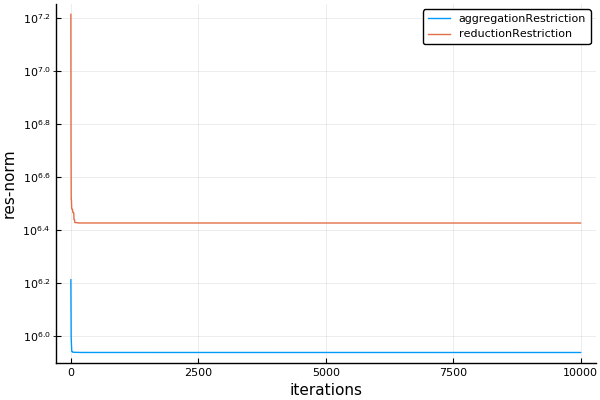 aggregationRestriction
reductionRestriction
10^7.2
10^7.0
10^6.8
10^6.6
10^6.4
10^6.2
10^6.0
res-norm
0 2500 5000 7500 10000
iterations